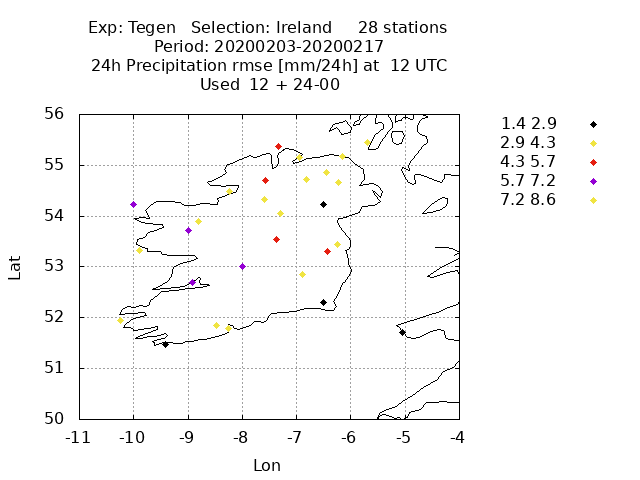 Exp: Tegen   Selection: Ireland     28 stations
Period: 20200203-20200217
24h Precipitation rmse [mm/24h] at  12 UTC
Used  12 + 24-00
1.4 2.9
2.9 4.3
4.3 5.7
5.7 7.2
7.2 8.6
56
55
54
53
52
51
50
Lat
-11 -10 -9 -8 -7 -6 -5 -4
Lon